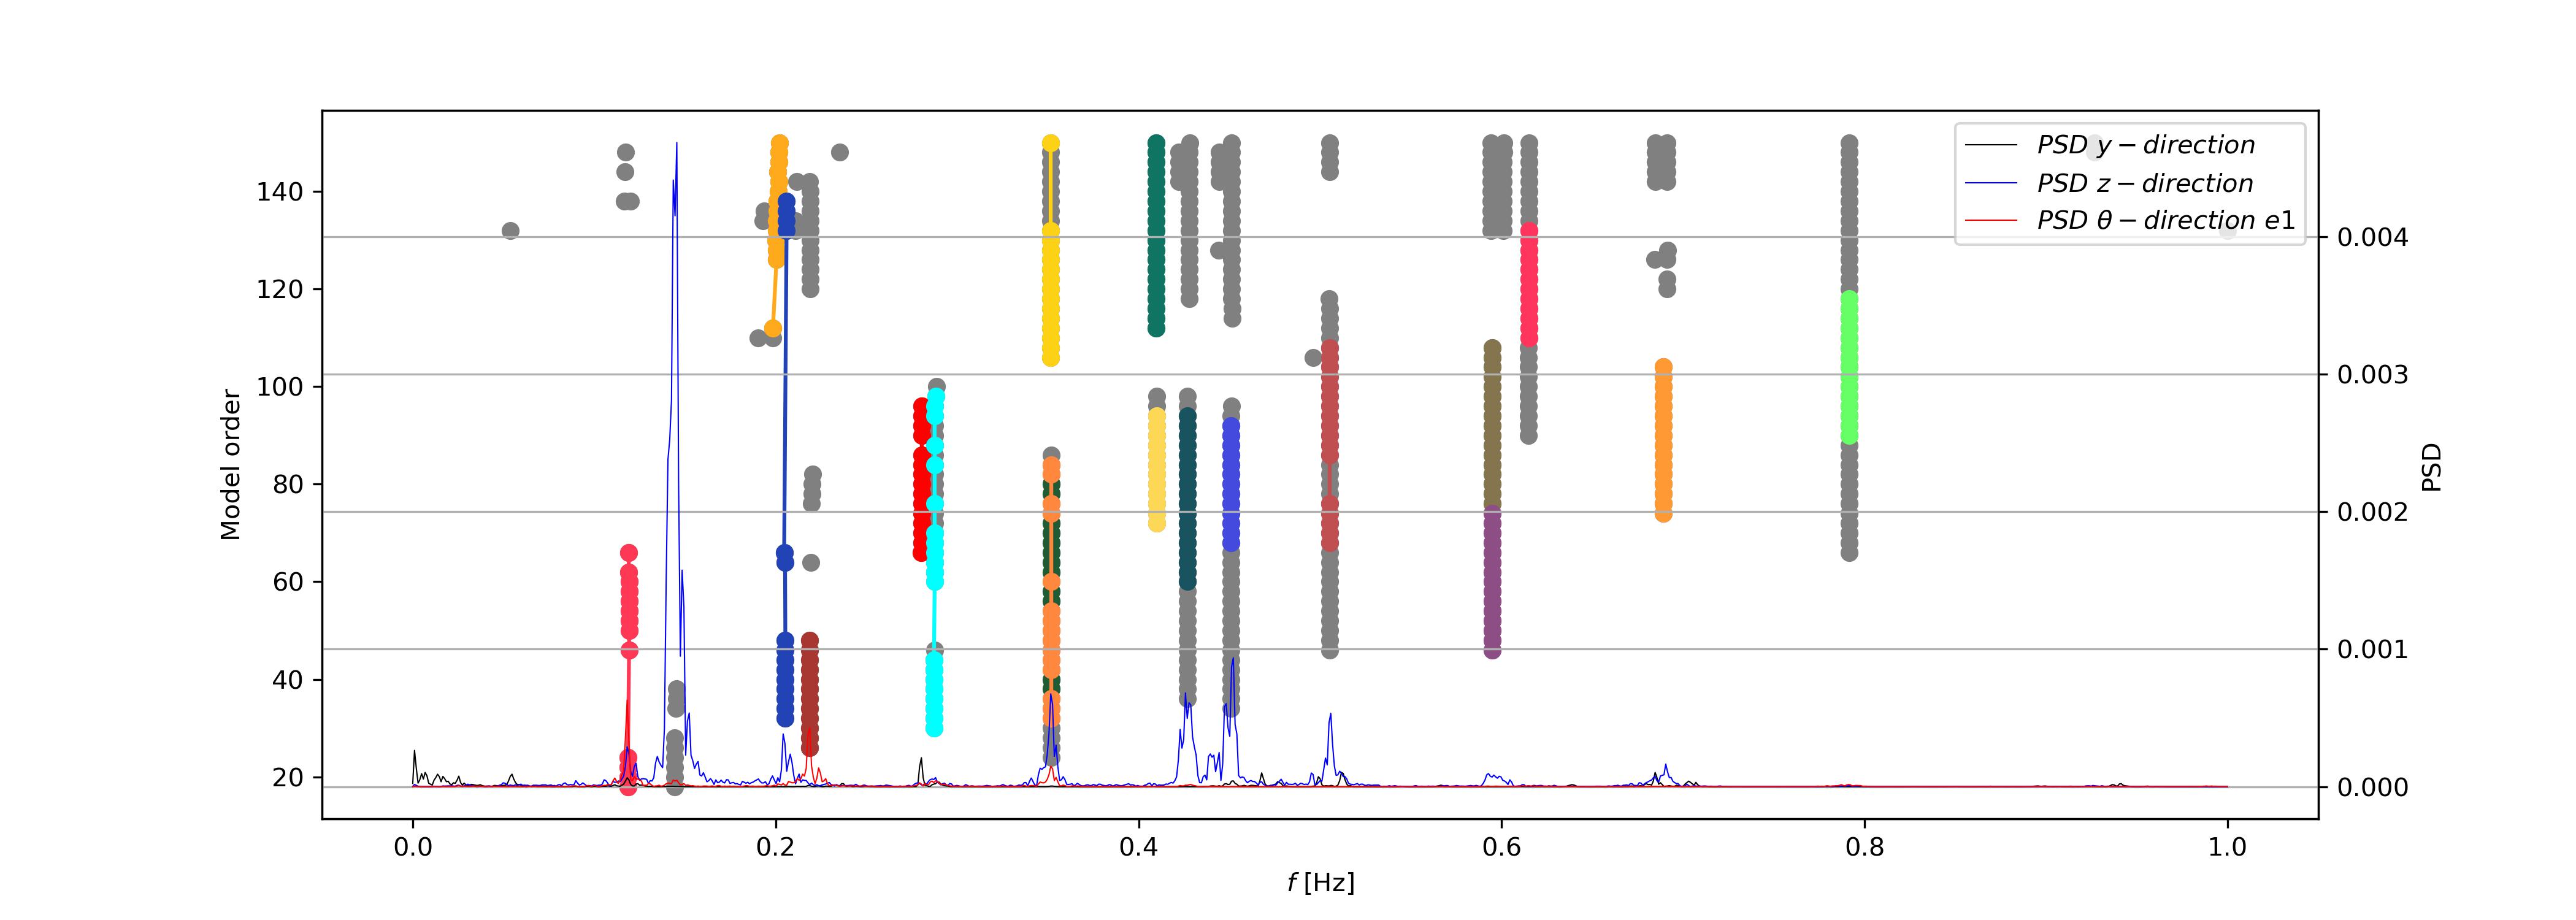 PSD y − direction
PSD z − direction
PSD θ − direction e1
140
120
100
80
60
40
20
Model order
0.004
0.003
0.002
0.001
0.000
PSD
0.0 0.2 0.4 0.6 0.8 1.0
f [Hz]